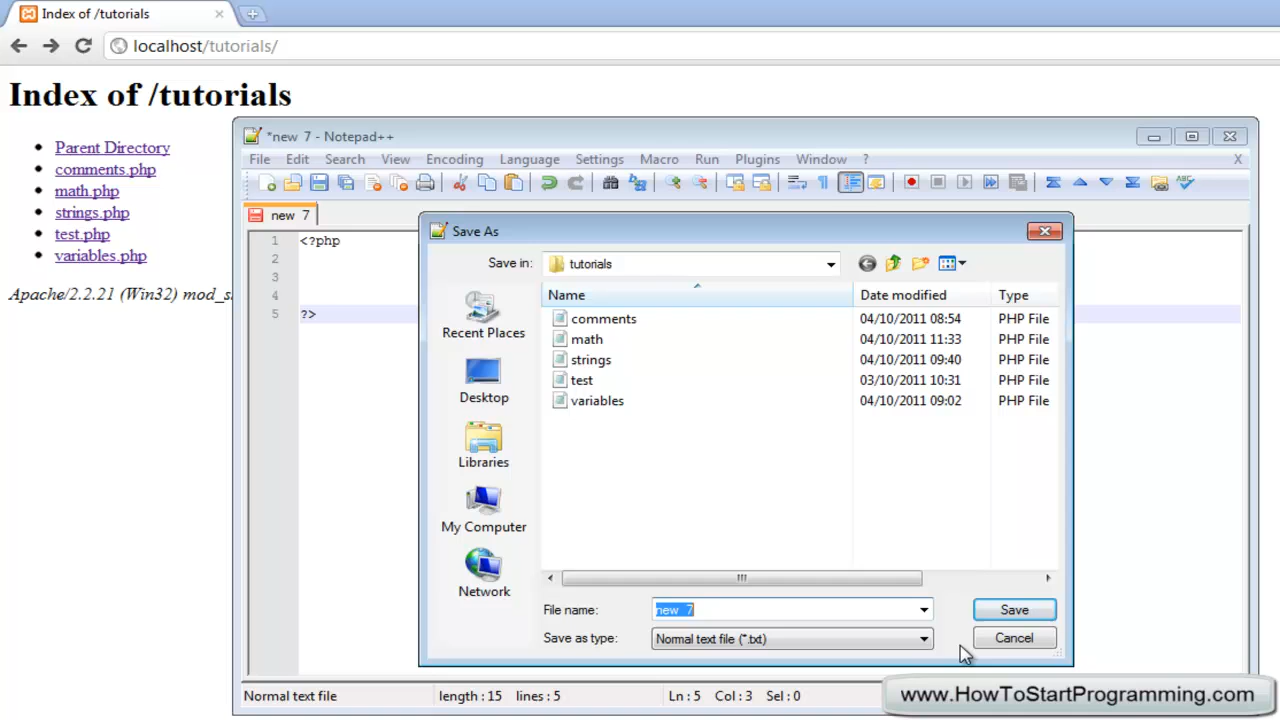 Index of /tutorials
localhost/tutorials/
Index of /tutorials
Parent Directory
comments.php
math.php
strings.php
test.php
variables.php
Apache/2.2.21 (Win32)
*new 7 - Notepad++
File Edit Search View Encoding Language Settings Macro Run Plugins Window ? X
new 7
1 <?php
2
3
4
5 ?>
Save As
Save in: tutorials
Recent Places
Desktop
Libraries
My Computer
Network
Name Date modified Type
comments 04/10/2011 08:54 PHP File
math 04/10/2011 11:33 PHP File
strings 04/10/2011 09:40 PHP File
test 03/10/2011 10:31 PHP File
variables 04/10/2011 09:02 PHP File
File name: new 7 Save
Save as type: Normal text file (*.txt) Cancel
Normal text file length : 15 lines : 5 Ln : 5 Col : 3 Sel : 0
www.HowToStartProgramming.com